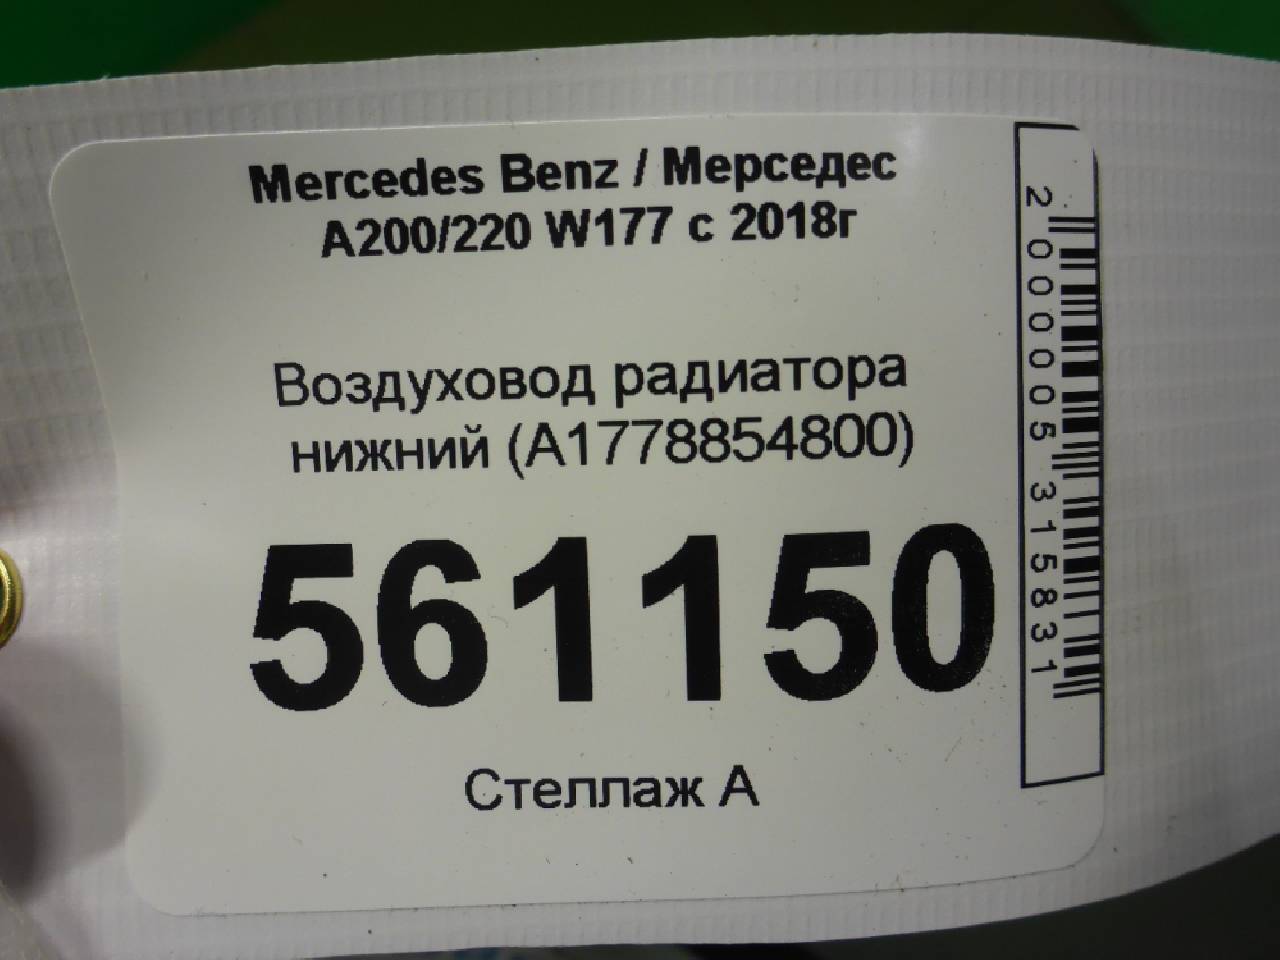 Mercedes Benz / Мерседес
A200/220 W177 с 2018г
Воздуховод радиатора
нижний (A1778854800)
561150
Стеллаж А
2000005315831